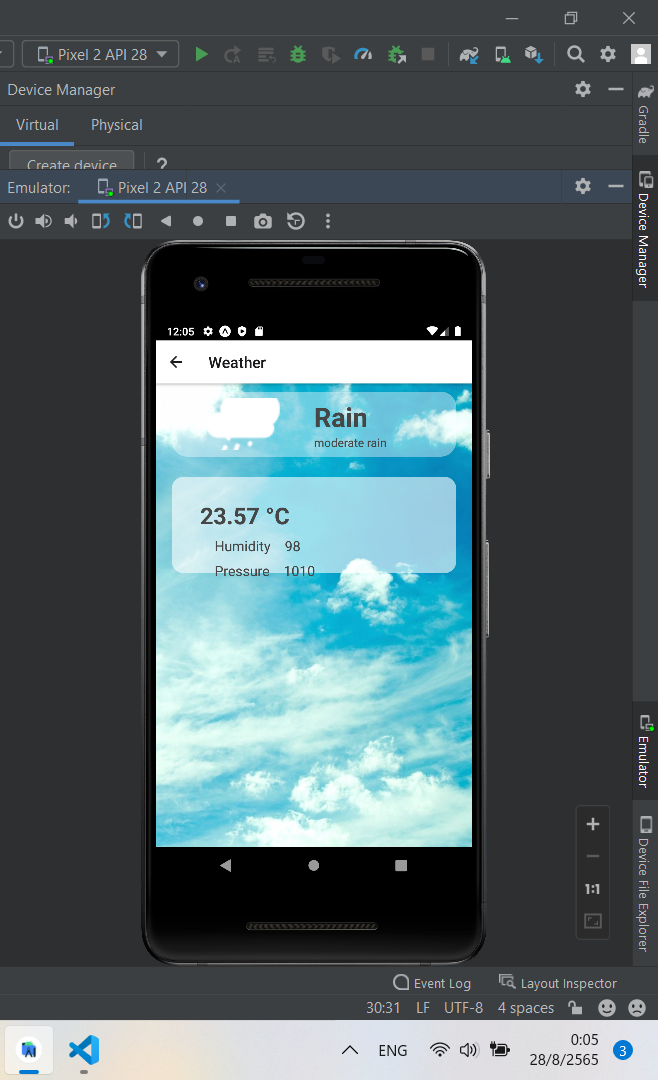 Pixel 2 API 28
Device Manager
Virtual Physical
Create device ?
Emulator: Pixel 2 API 28
12:05
Weather
Rain
moderate rain
23.57 °C
Humidity 98
Pressure 1010
1:1
Gradle
Device Manager
Emulator
Device File Explorer
Event Log Layout Inspector
30:31 LF UTF-8 4 spaces
ENG
0:05
28/8/2565
3